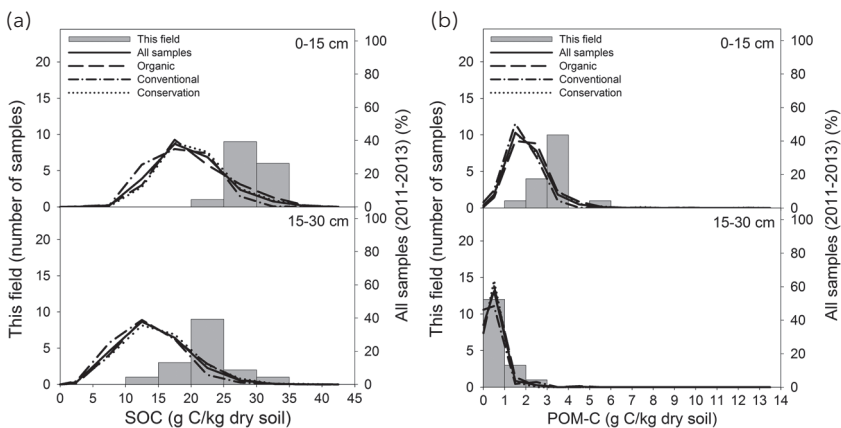 (a)
This field
All samples
Organic
Conventional
Conservation
0-15 cm
20
15
10
5
0
100
80
60
40
20
0
15-30 cm
20
15
10
5
0
100
80
60
40
20
0
This field (number of samples)
All samples (2011-2013) (%)
0 5 10 15 20 25 30 35 40 45
SOC (g C/kg dry soil)
(b)
This field
All samples
Organic
Conventional
Conservation
0-15 cm
20
15
10
5
0
100
80
60
40
20
0
15-30 cm
20
15
10
5
0
100
80
60
40
20
0
This field (number of samples)
All samples (2011-2013) (%)
0 1 2 3 4 5 6 7 8 9 10 11 12 13 14
POM-C (g C/kg dry soil)